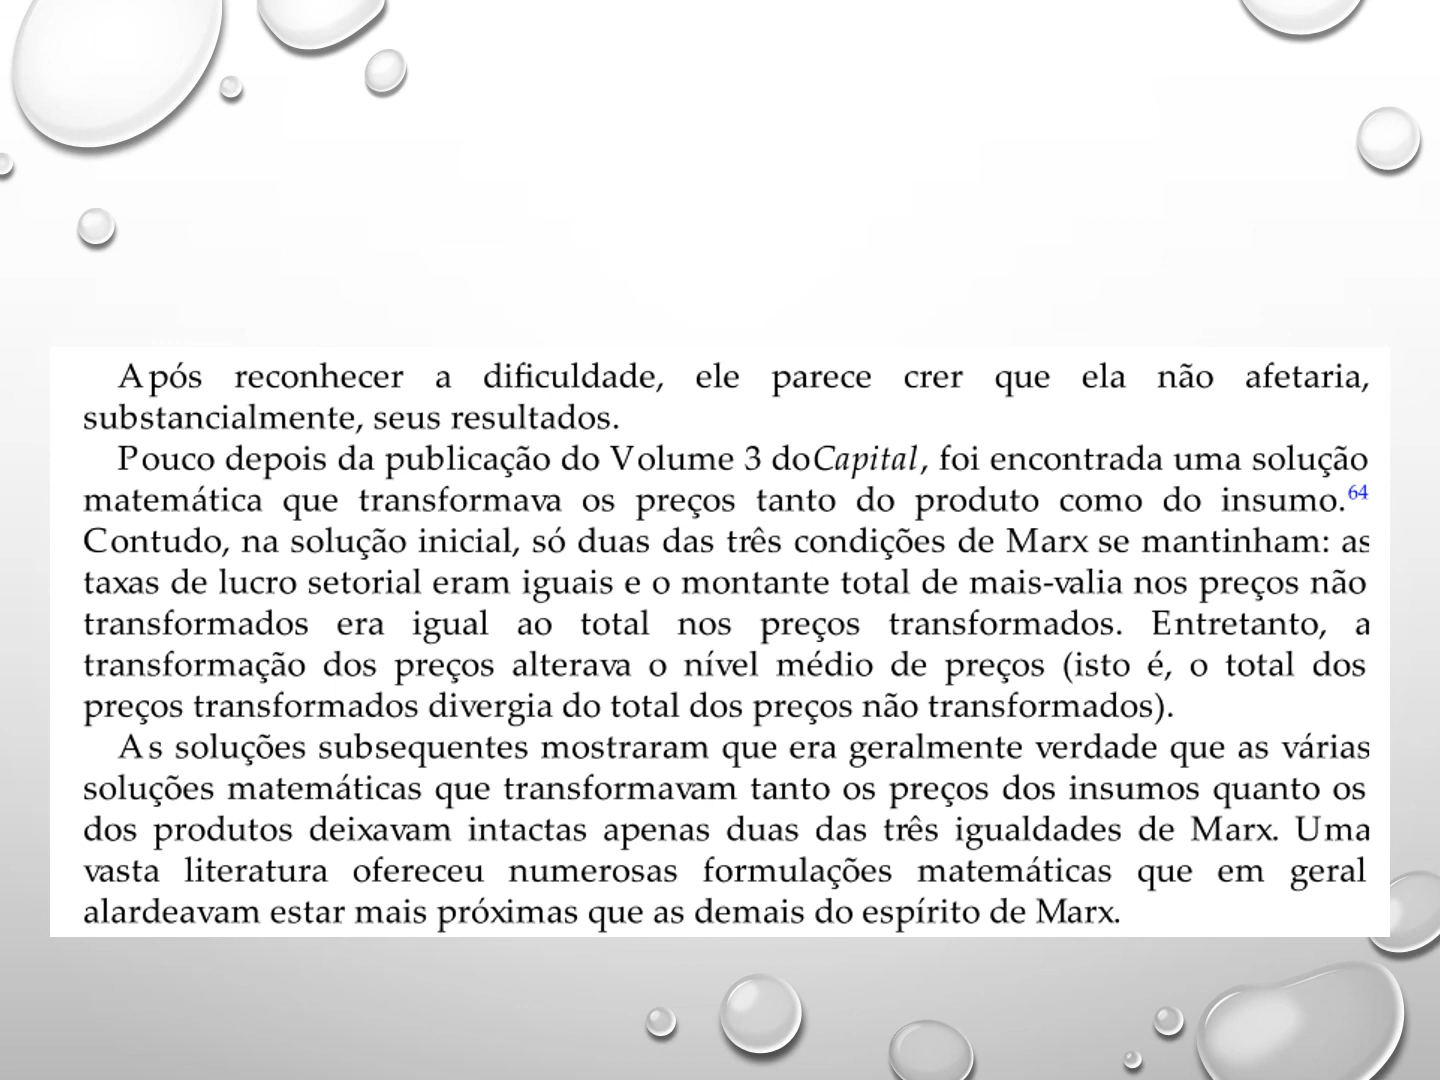 Após reconhecer a dificuldade, ele parece crer que ela não afetaria,
substancialmente, seus resultados.
Pouco depois da publicação do Volume 3 do Capital, foi encontrada uma solução
matemática que transformava os preços tanto do produto como do insumo.64
Contudo, na solução inicial, só duas das três condições de Marx se mantinham: as
taxas de lucro setorial eram iguais e o montante total de mais-valia nos preços não
transformados era igual ao total nos preços transformados. Entretanto, a
transformação dos preços alterava o nível médio de preços (isto é, o total dos
preços transformados divergia do total dos preços não transformados).
As soluções subsequentes mostraram que era geralmente verdade que as várias
soluções matemáticas que transformavam tanto os preços dos insumos quanto os
dos produtos deixavam intactas apenas duas das três igualdades de Marx. Uma
vasta literatura ofereceu numerosas formulações matemáticas que em geral
alardeavam estar mais próximas que as demais do espírito de Marx.